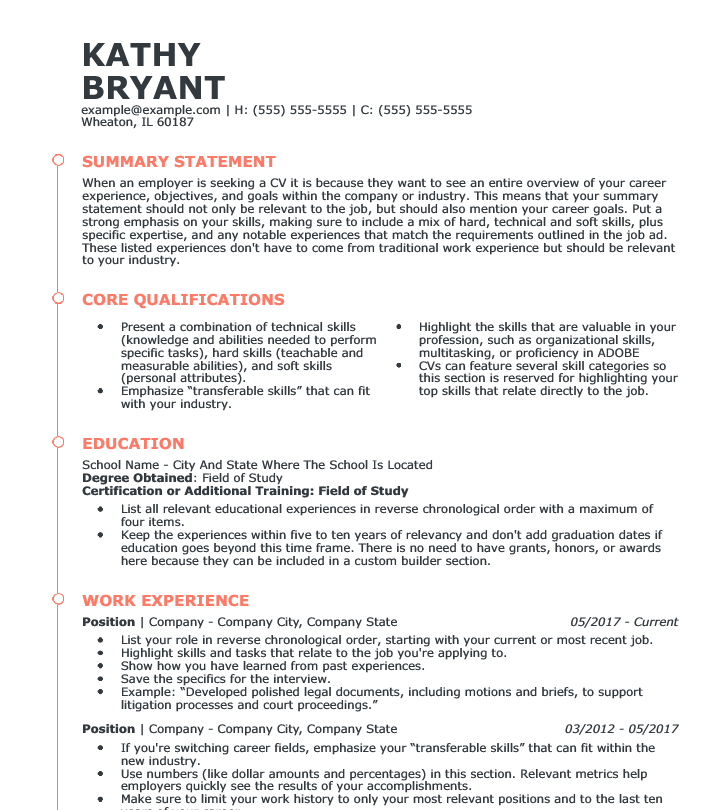 KATHY
BRYANT
example@example.com | H: (555) 555-5555 | C: (555) 555-5555
Wheaton, IL 60187
SUMMARY STATEMENT
When an employer is seeking a CV it is because they want to see an entire overview of your career
experience, objectives, and goals within the company or industry. This means that your summary
statement should not only be relevant to the job, but should also mention your career goals. Put a
strong emphasis on your skills, making sure to include a mix of hard, technical and soft skills, plus
specific expertise, and any notable experiences that match the requirements outlined in the job ad.
These listed experiences don't have to come from traditional work experience but should be relevant
to your industry.
CORE QUALIFICATIONS
• Present a combination of technical skills
(knowledge and abilities needed to perform
specific tasks), hard skills (teachable and
measurable abilities), and soft skills
(personal attributes).
• Emphasize “transferable skills” that can fit
with your industry.
• Highlight the skills that are valuable in your
profession, such as organizational skills,
multitasking, or proficiency in ADOBE
• CVs can feature several skill categories so
this section is reserved for highlighting your
top skills that relate directly to the job.
EDUCATION
School Name - City And State Where The School Is Located
Degree Obtained: Field of Study
Certification or Additional Training: Field of Study
• List all relevant educational experiences in reverse chronological order with a maximum of
four items.
• Keep the experiences within five to ten years of relevancy and don't add graduation dates if
education goes beyond this time frame. There is no need to have grants, honors, or awards
here because they can be included in a custom builder section.
WORK EXPERIENCE
Position | Company - Company City, Company State 05/2017 - Current
• List your role in reverse chronological order, starting with your current or most recent job.
• Highlight skills and tasks that relate to the job you're applying to.
• Show how you have learned from past experiences.
• Save the specifics for the interview.
• Example: “Developed polished legal documents, including motions and briefs, to support
litigation processes and court proceedings.”
Position | Company - Company City, Company State 03/2012 - 05/2017
• If you're switching career fields, emphasize your “transferable skills” that can fit within the
new industry.
• Use numbers (like dollar amounts and percentages) in this section. Relevant metrics help
employers quickly see the results of your accomplishments.
• Make sure to limit your work history to only your most relevant positions and to the last ten